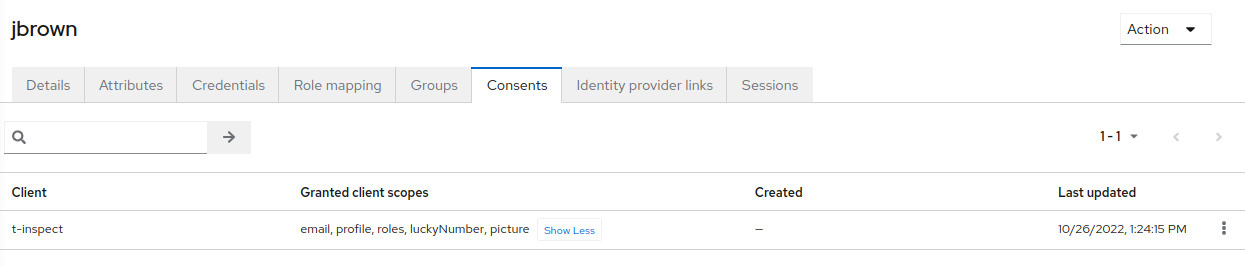 jbrown
Action
Details Attributes Credentials Role mapping Groups Consents Identity provider links Sessions
1 - 1
Client Granted client scopes Created Last updated
t-inspect email, profile, roles, luckyNumber, picture Show Less — 10/26/2022, 1:24:15 PM